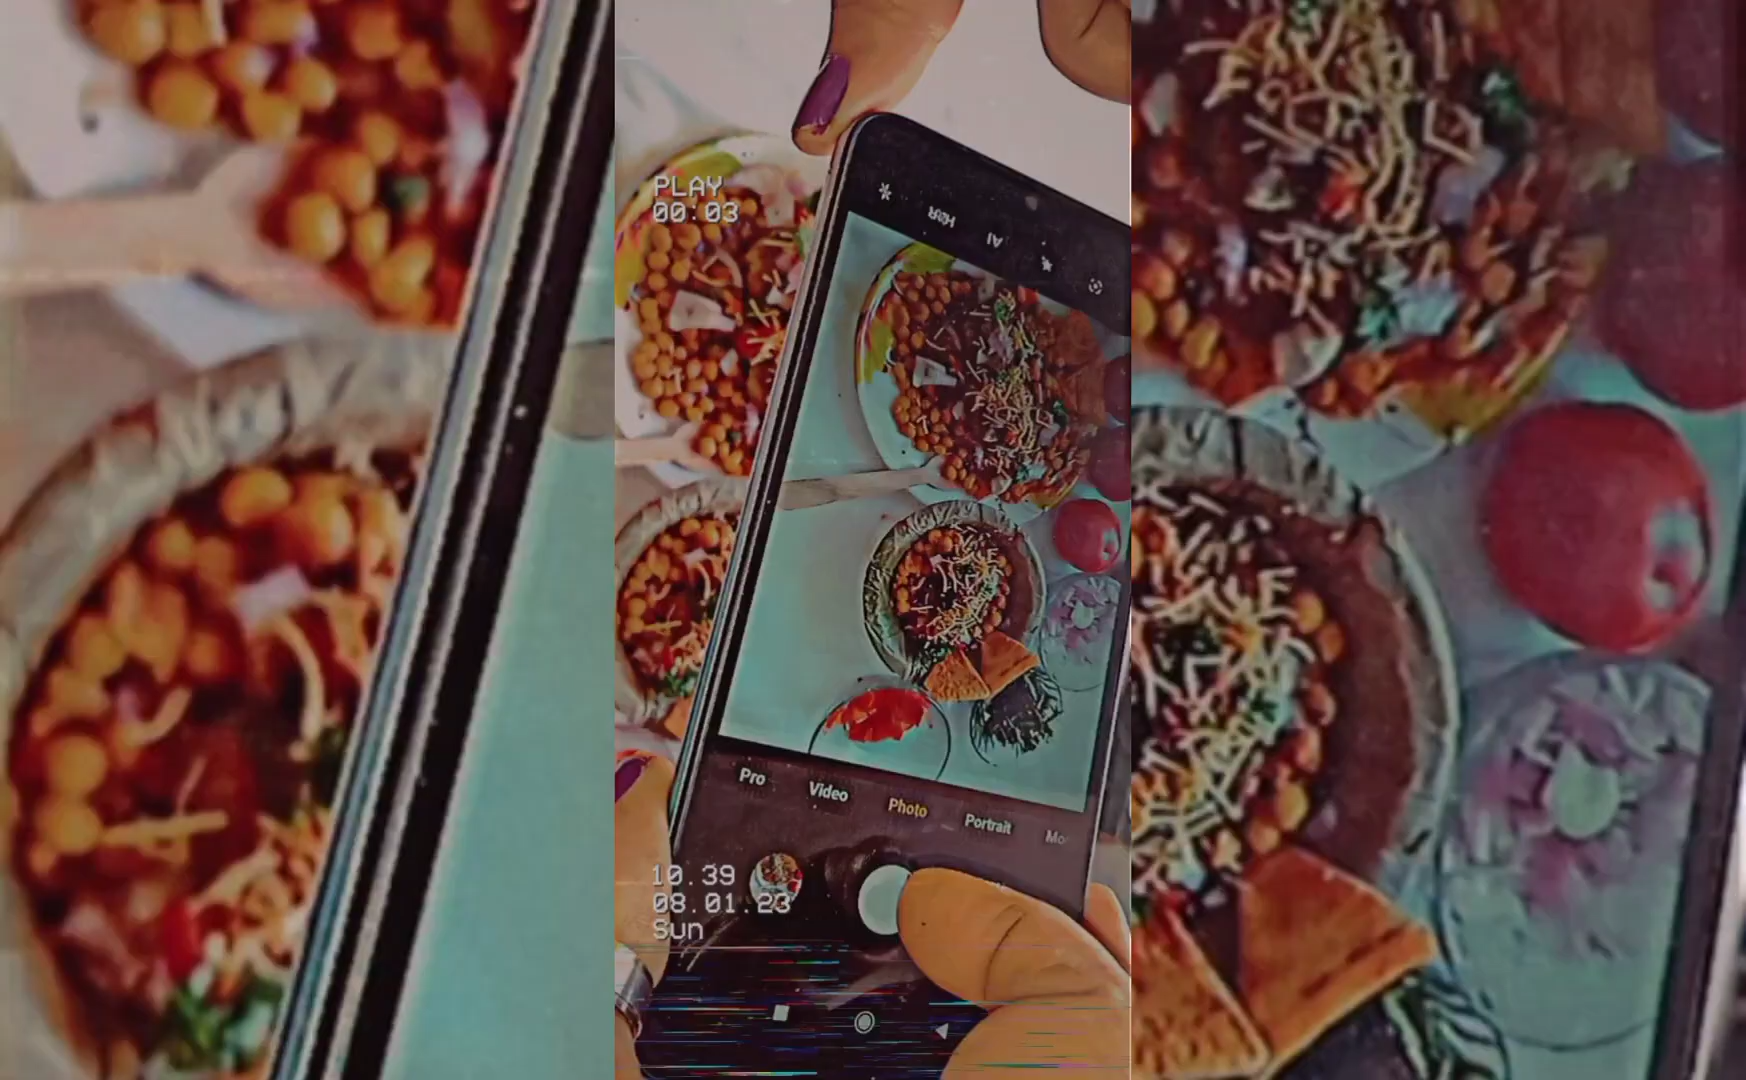 PLAY
00:03
HDR
AI
Pro
Video
Photo
Portrait
10.39
08.01.23
Sun